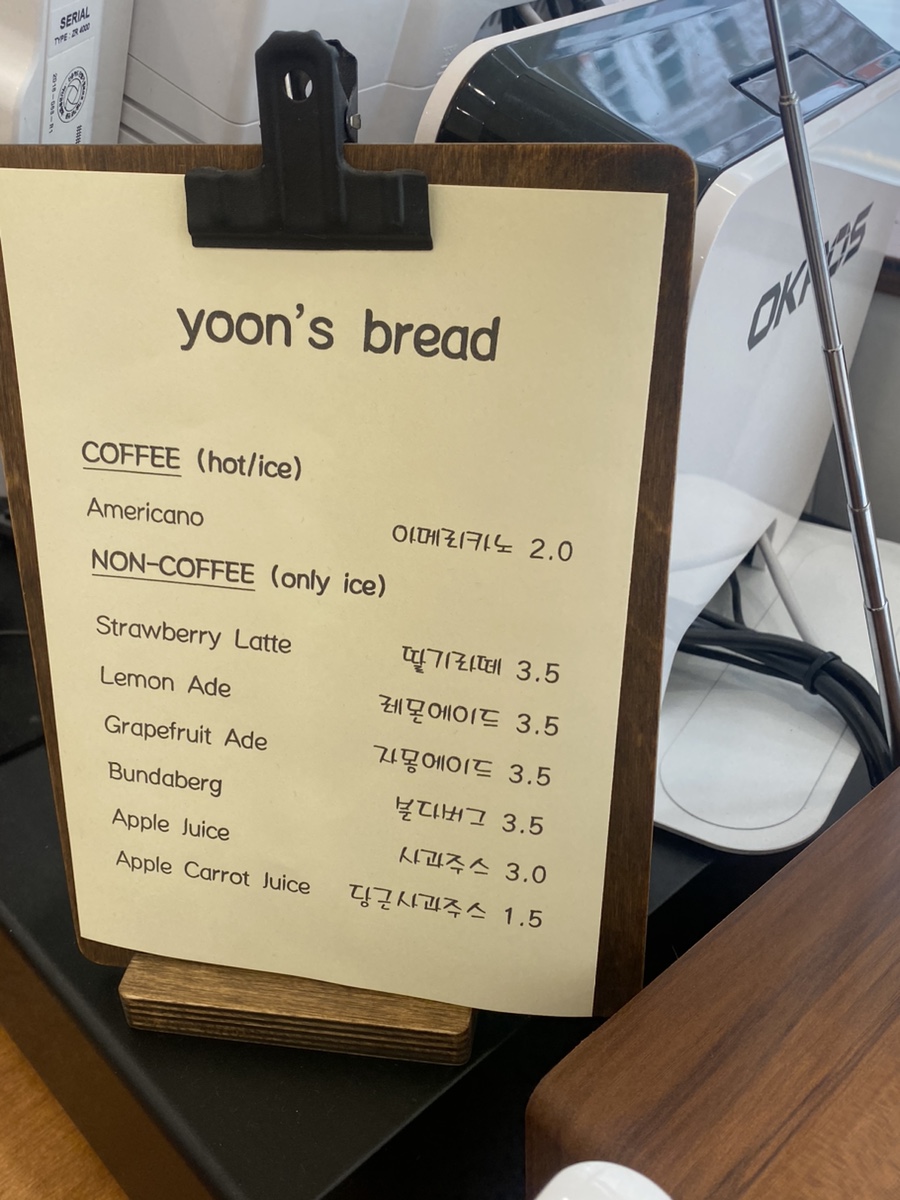 SERIAL
TYPE ZR 4000
yoon's bread
COFFEE (hot/ice)
Americano 아메리카노 2.0
NON-COFFEE (only ice)
Strawberry Latte 딸기라떼 3.5
Lemon Ade 레몬에이드 3.5
Grapefruit Ade 자몽에이드 3.5
Bundaberg 분다버그 3.5
Apple Juice 사과주스 3.0
Apple Carrot Juice 당근사과주스 1.5